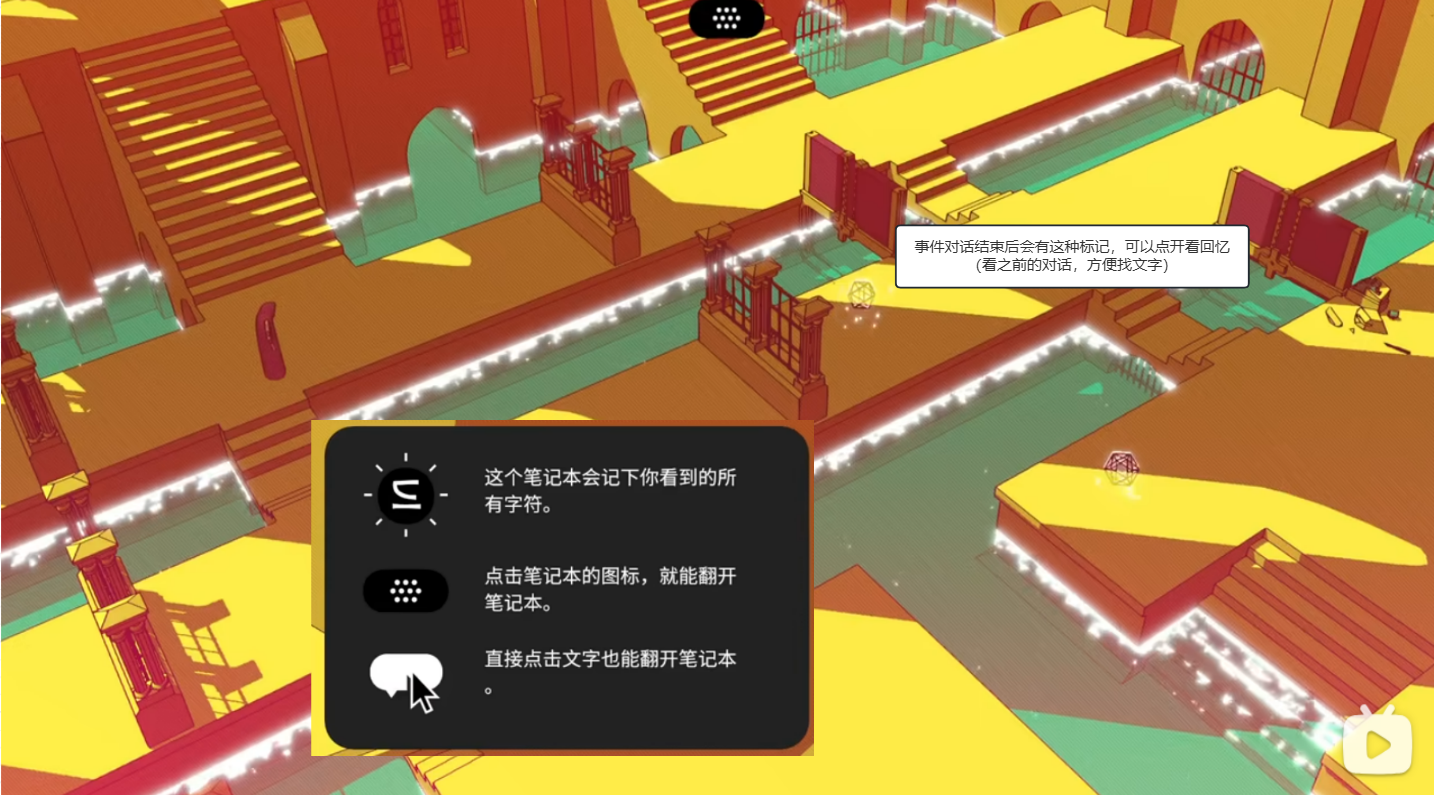 事件对话结束后会有这种标记，可以点开看回忆
(看之前的对话，方便找文字)
这个笔记本会记下你看到的所
有字符。
点击笔记本的图标，就能翻开
笔记本。
直接点击文字也能翻开笔记本
。